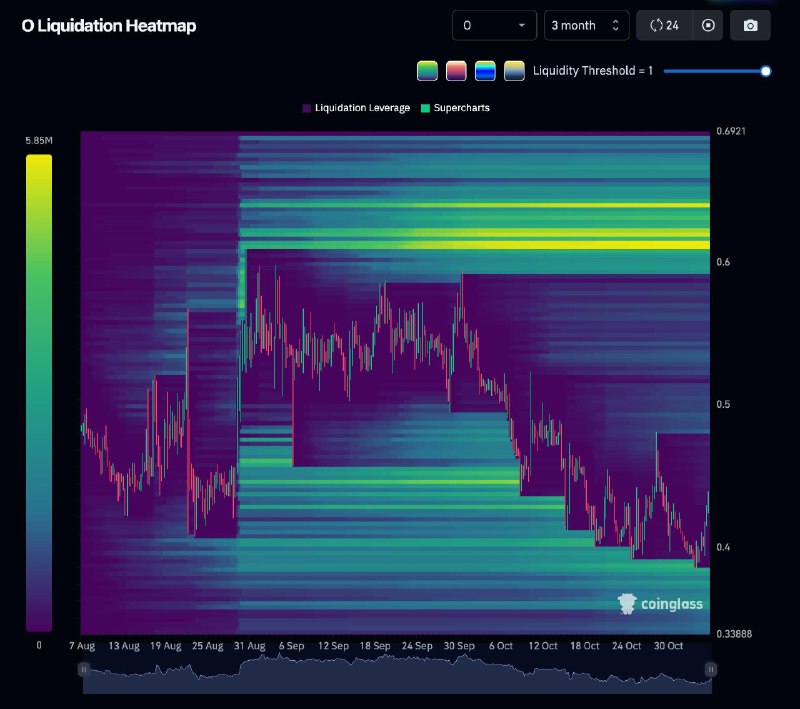 O Liquidation Heatmap
O
3 month
24
Liquidity Threshold = 1
Liquidation Leverage
Supercharts
5.85M
0
0.6921
0.6
0.5
0.4
0.33888
coinglass
7 Aug 13 Aug 19 Aug 25 Aug 31 Aug 6 Sep 12 Sep 18 Sep 24 Sep 30 Sep 6 Oct 12 Oct 18 Oct 24 Oct 30 Oct